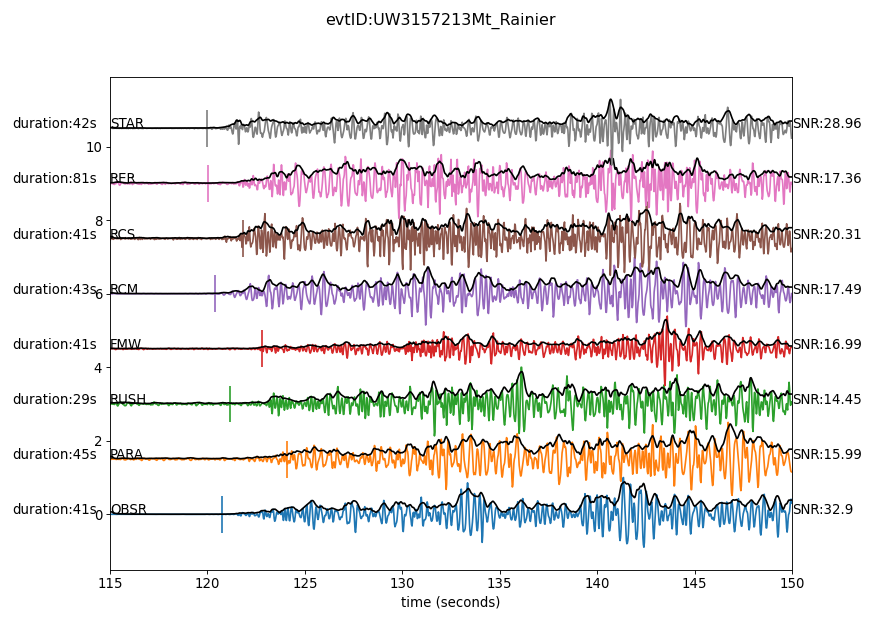 evtID:UW3157213Mt_Rainier
duration:42s STAR SNR:28.96
10
duration:81s RER SNR:17.36
8
duration:41s RCS SNR:20.31
duration:43s RCM SNR:17.49
6
duration:41s FMW SNR:16.99
4
duration:29s RUSH SNR:14.45
2
duration:45s PARA SNR:15.99
duration:41s OBSR SNR:32.9
0
115 120 125 130 135 140 145 150
time (seconds)